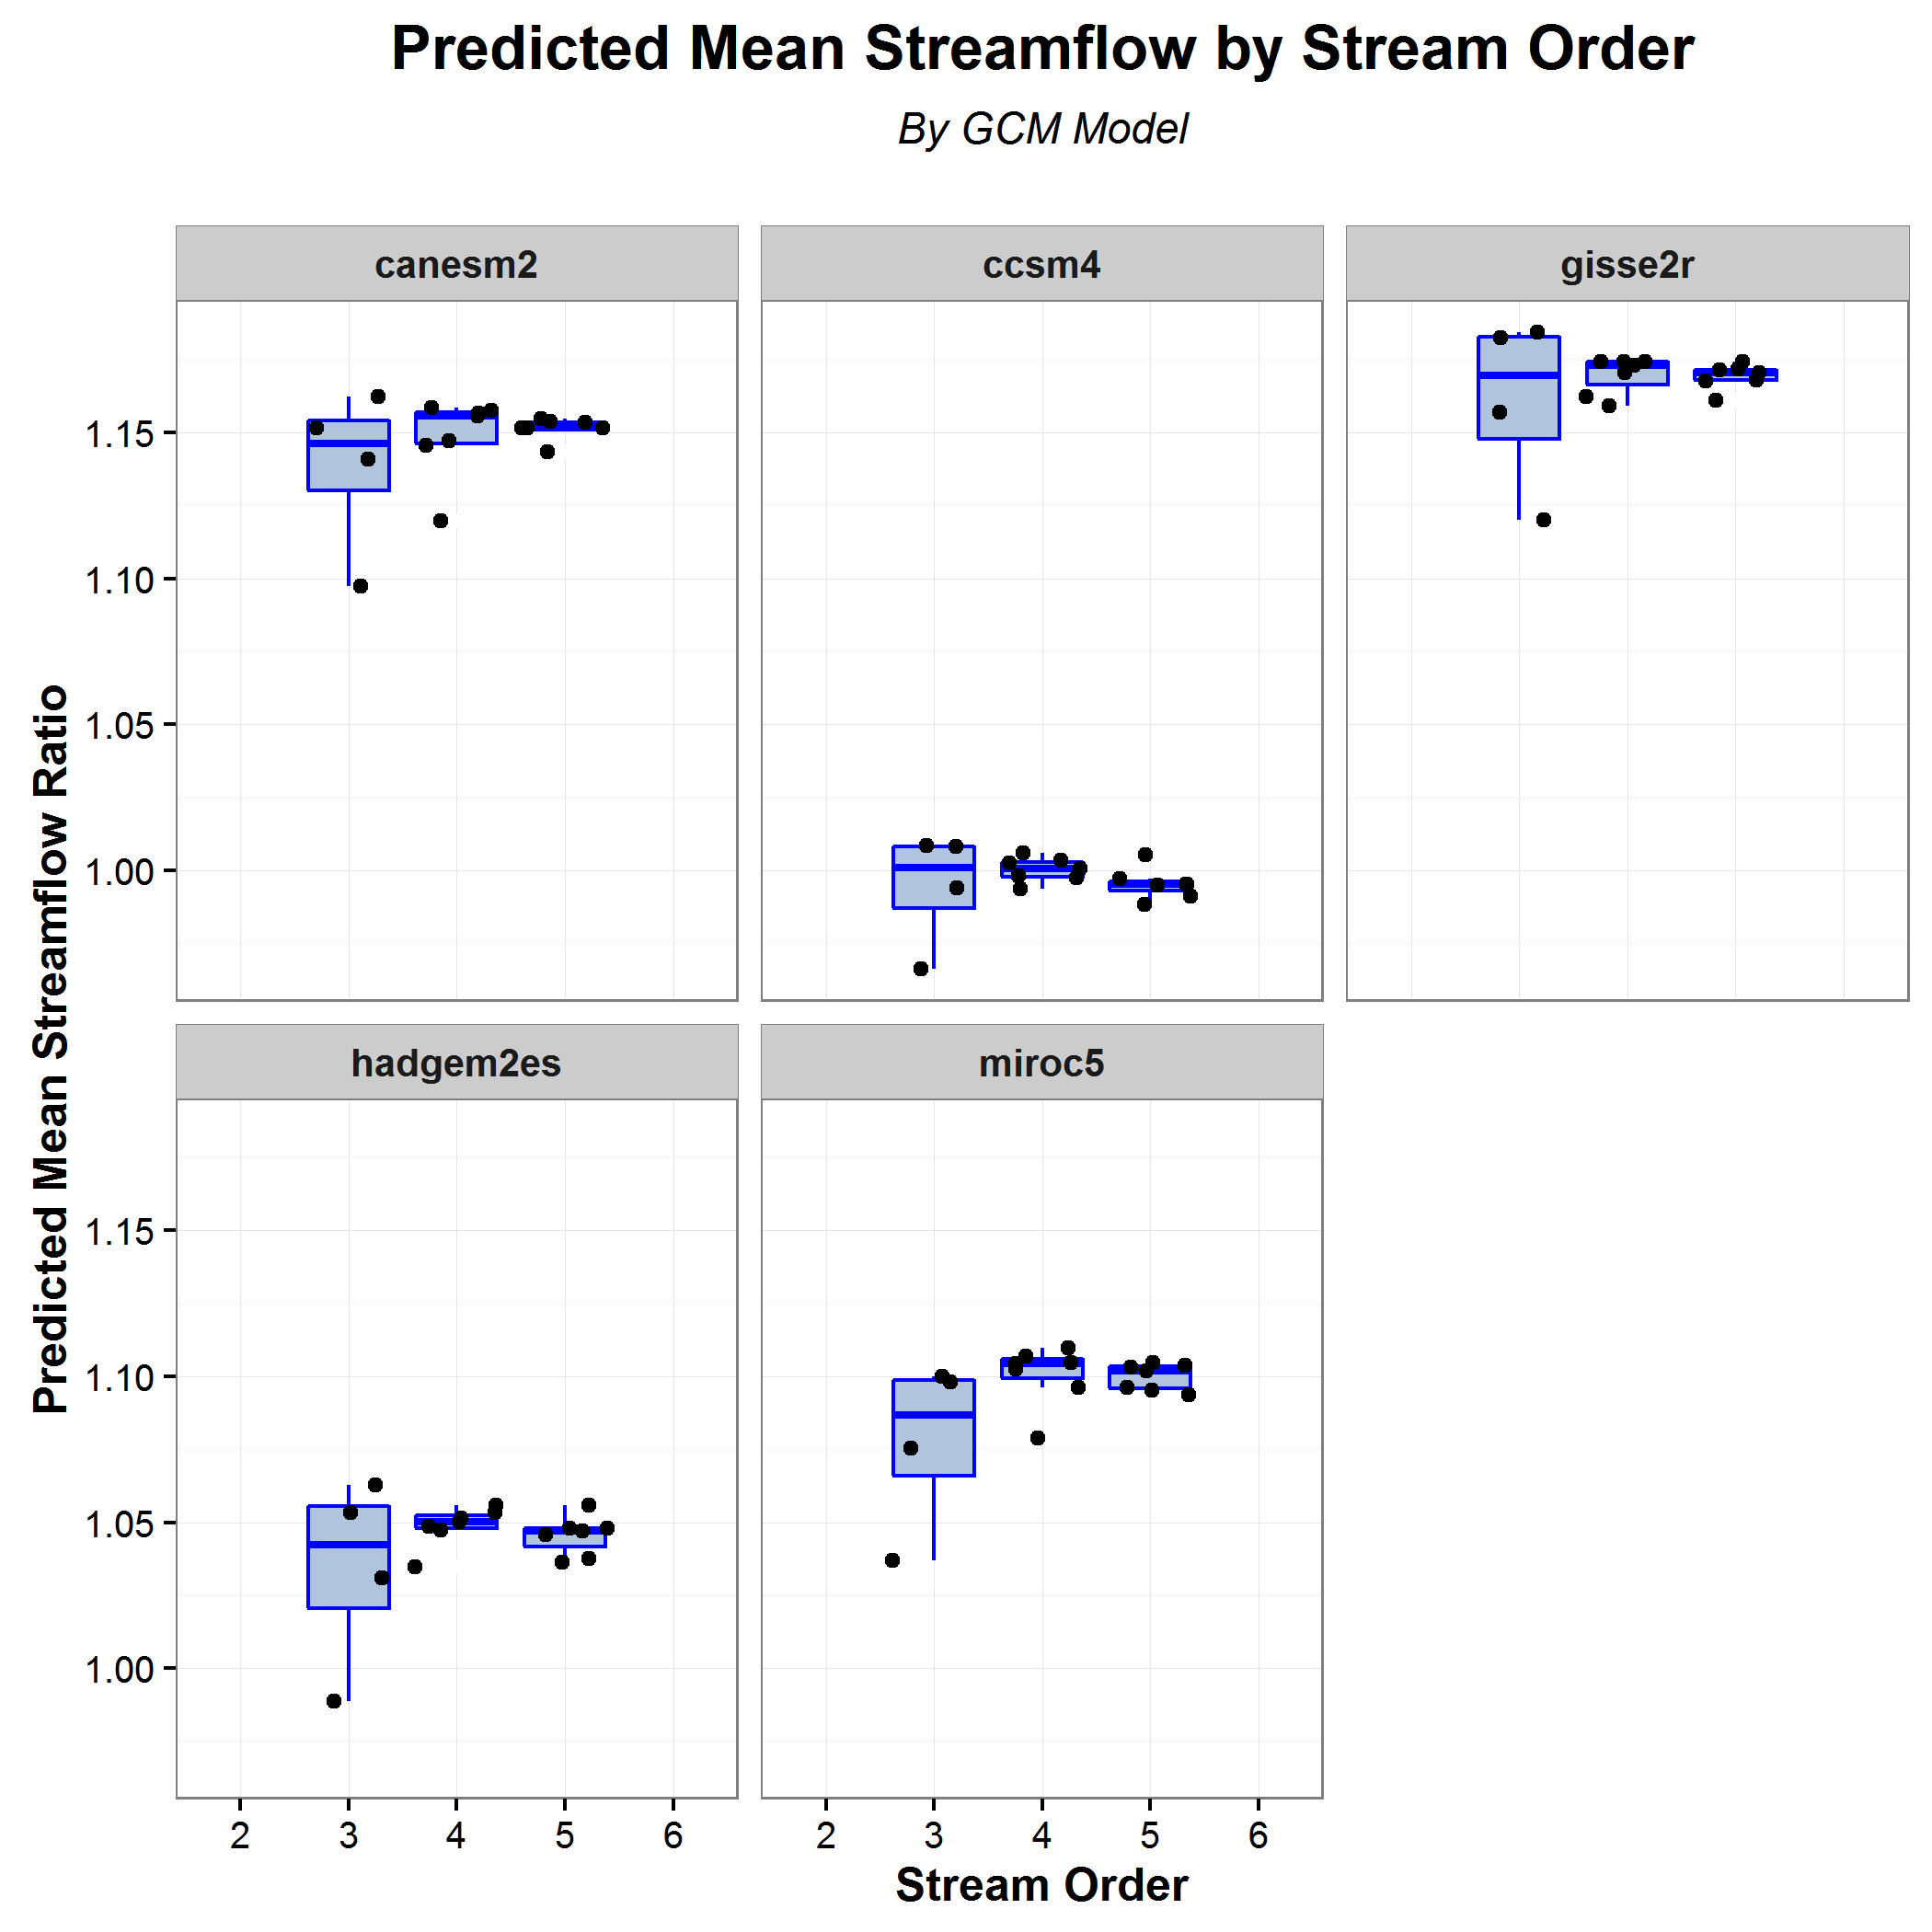 Predicted Mean Streamflow by Stream Order
By GCM Model
canesm2
ccsm4
gisse2r
1.15
1.10
1.05
1.00
Predicted Mean Streamflow Ratio
hadgem2es
miroc5
1.15
1.10
1.05
1.00
2 3 4 5 6
2 3 4 5 6
Stream Order